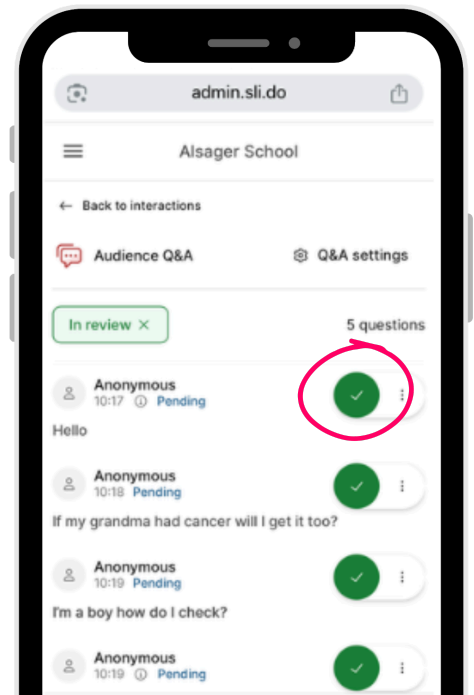 admin.sli.do
Alsager School
← Back to interactions
Audience Q&A Q&A settings
In review × 5 questions
Anonymous
10:17 Pending
Hello
Anonymous
10:18 Pending
If my grandma had cancer will I get it too?
Anonymous
10:19 Pending
I'm a boy how do I check?
Anonymous
10:19 Pending